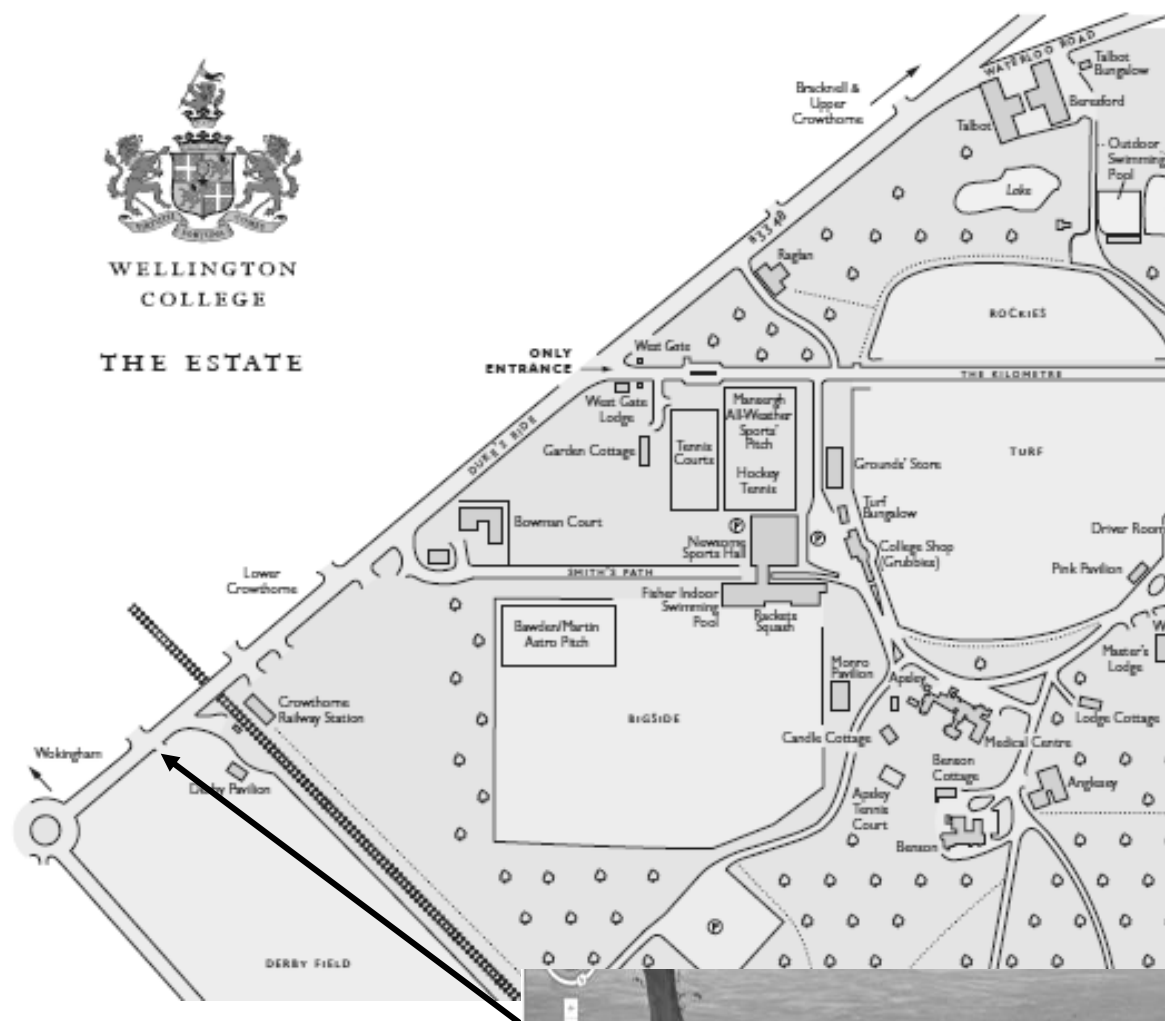 WELLINGTON
COLLEGE
THE ESTATE
Bracknell &
Upper
Crowthorne
WATERLOO ROAD
Talbot
Bungalow
Beresford
Talbot
Outdoor
Swimming
Pool
Lake
B3348
Raglan
ROCKIES
ONLY
ENTRANCE
West Gate
THE KILOMETRE
West Gate
Lodge
Mansergh
All-Weather
Sports'
Pitch
Hockey
Tennis
Tennis
Courts
Garden Cottage
DUKE'S RIDE
Grounds' Store
TURF
Turf
Bungalow
Bowman Court
P
P
Newsome
Sports Hall
College Shop
(Grubbies)
Driver Room
Pink Pavilion
Lower
Crowthorne
SMITH'S PATH
Fisher Indoor
Swimming
Pool
Rackets
Squash
Bawden/Martin
Astro Pitch
Monro
Pavilion
Apsley
Master's
Lodge
Crowthorne
Railway Station
BIGSIDE
Lodge Cottage
Candle Cottage
Medical Centre
Wokingham
Derby Pavilion
Benson
Cottage
Anglesey
Apsley
Tennis
Court
Benson
P
DERBY FIELD